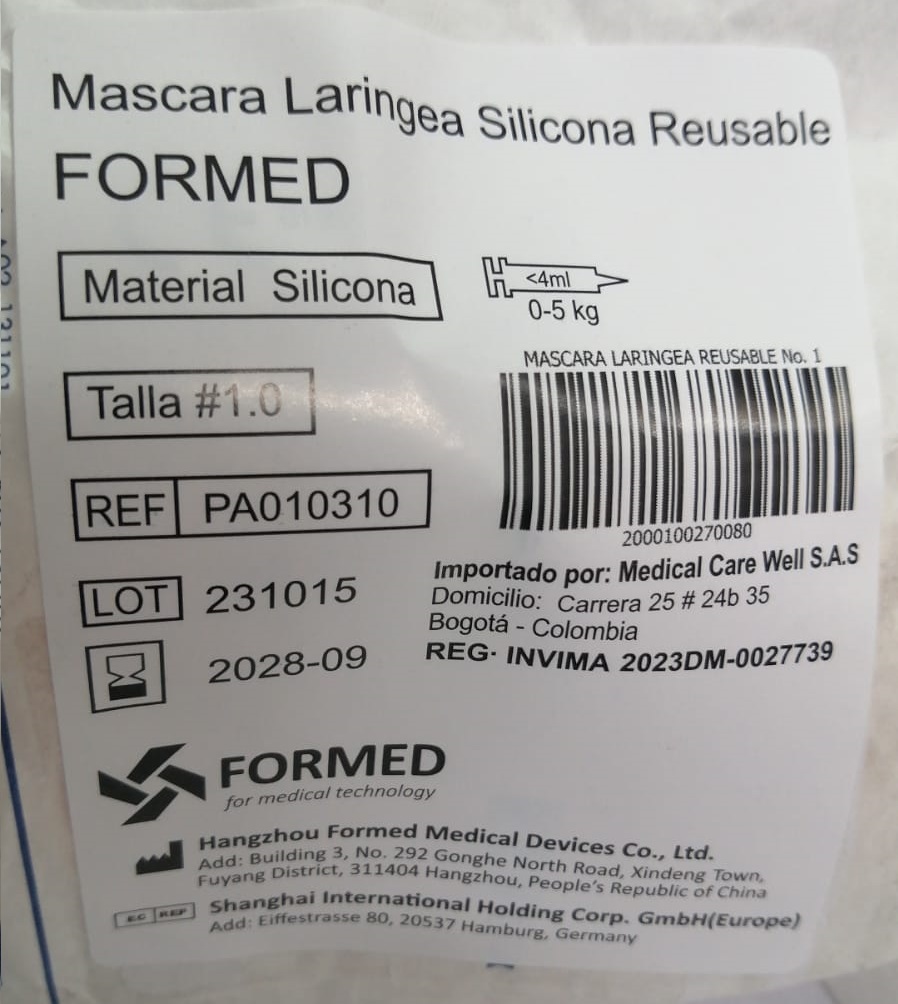 Mascara Laringea Silicona Reusable
FORMED
Material Silicona
<4ml
0-5 kg
MASCARA LARINGEA REUSABLE No. 1
Talla #1.0
2000100270080
REF PA010310
LOT 231015
2028-09
Importado por: Medical Care Well S.A.S
Domicilio: Carrera 25 # 24b 35
Bogotá - Colombia
REG· INVIMA 2023DM-0027739
FORMED
for medical technology
Hangzhou Formed Medical Devices Co., Ltd.
Add: Building 3, No. 292 Gonghe North Road, Xindeng Town,
Fuyang District, 311404 Hangzhou, People's Republic of China
EC REP Shanghai International Holding Corp. GmbH(Europe)
Add: Eiffestrasse 80, 20537 Hamburg, Germany